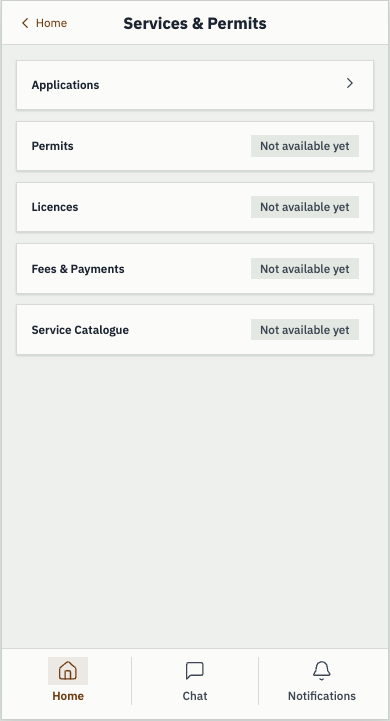 Home
Services & Permits
Applications
Permits
Not available yet
Licences
Not available yet
Fees & Payments
Not available yet
Service Catalogue
Not available yet
Home
Chat
Notifications